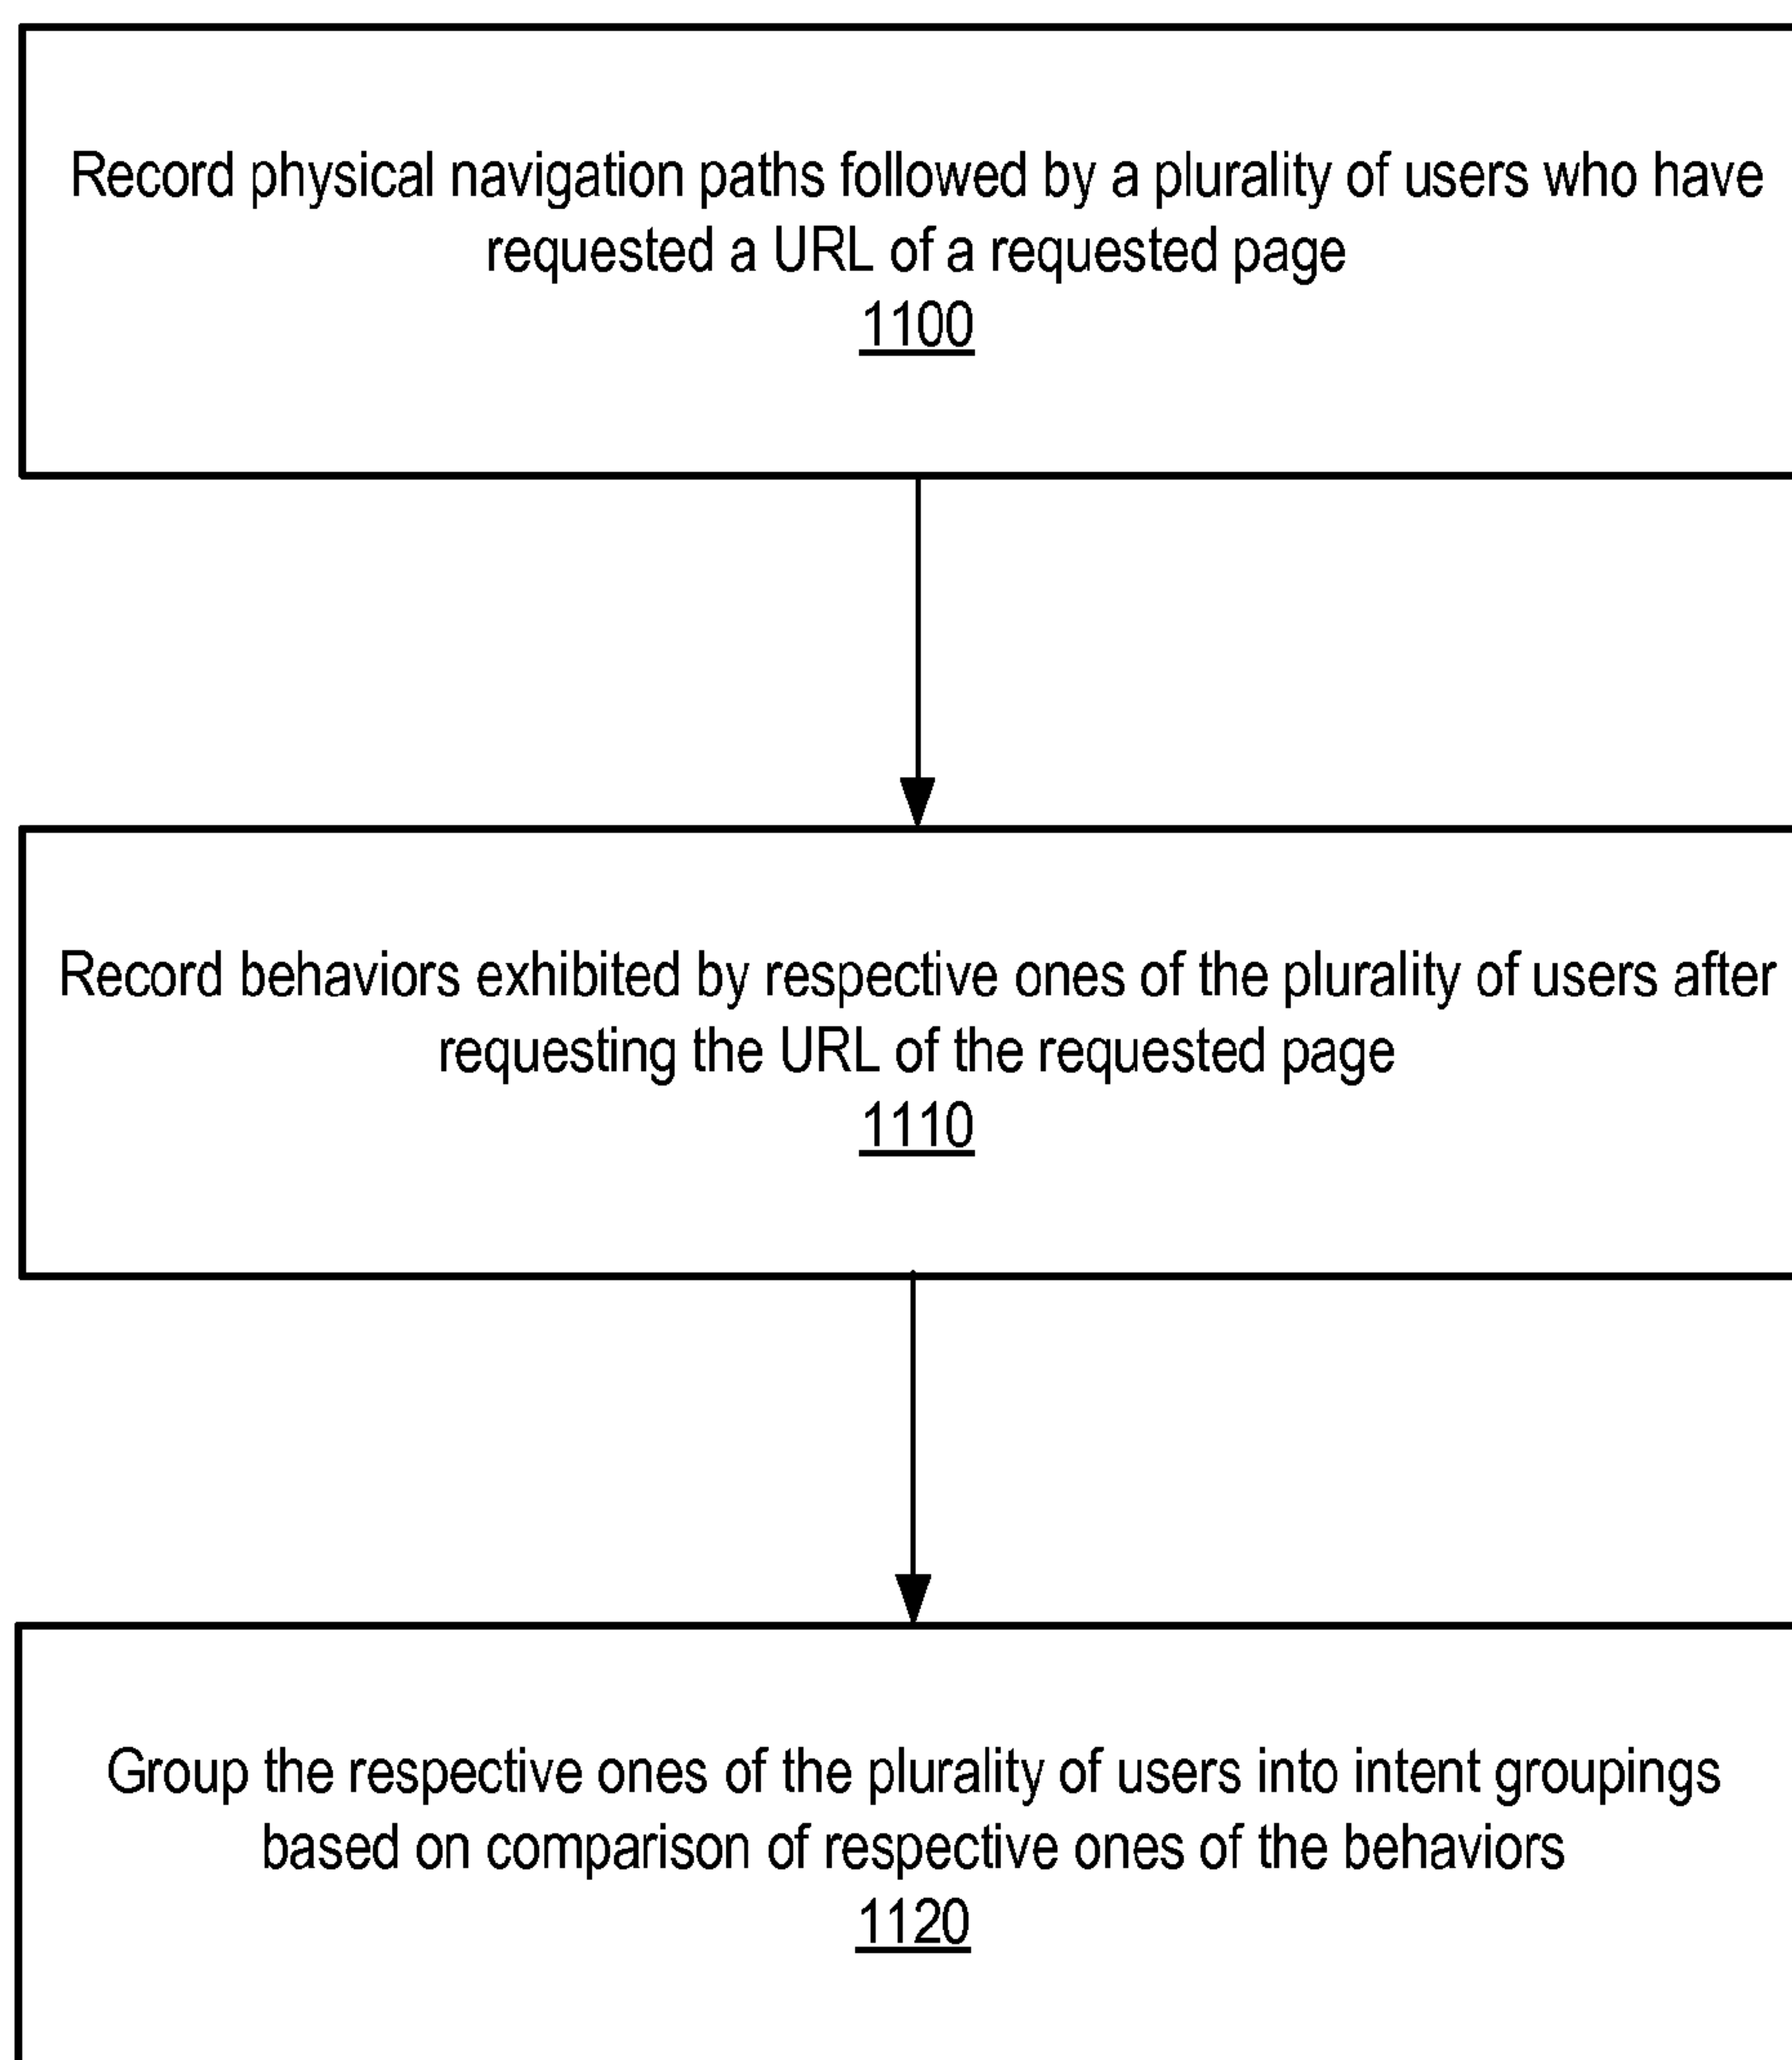 Record physical navigation paths followed by a plurality of users who have
requested a URL of a requested page
1100
Record behaviors exhibited by respective ones of the plurality of users after
requesting the URL of the requested page
1110
Group the respective ones of the plurality of users into intent groupings
based on comparison of respective ones of the behaviors
1120